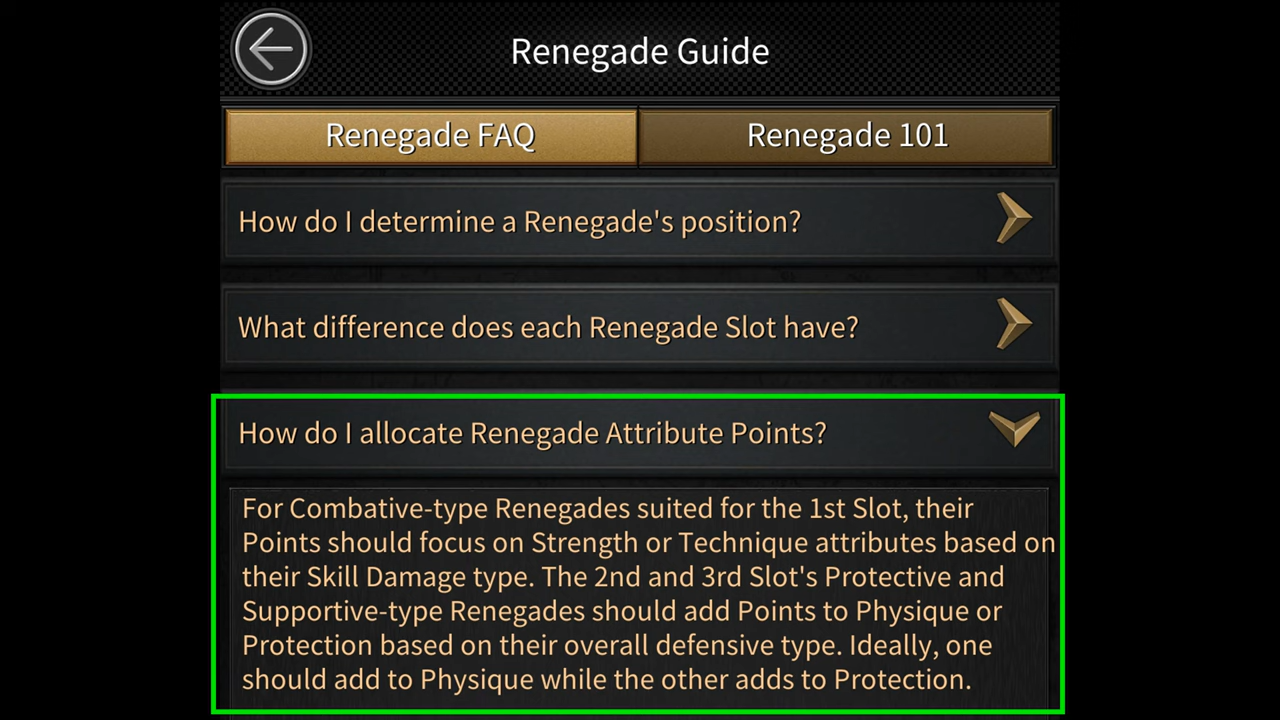 Renegade Guide
Renegade FAQ
Renegade 101
How do I determine a Renegade's position?
What difference does each Renegade Slot have?
How do I allocate Renegade Attribute Points?
For Combative-type Renegades suited for the 1st Slot, their
Points should focus on Strength or Technique attributes based on
their Skill Damage type. The 2nd and 3rd Slot's Protective and
Supportive-type Renegades should add Points to Physique or
Protection based on their overall defensive type. Ideally, one
should add to Physique while the other adds to Protection.